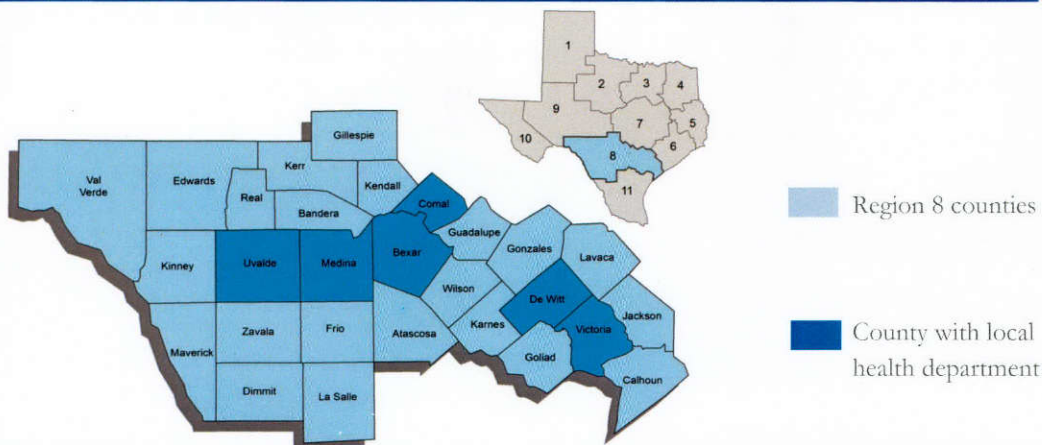 1
2
3
4
9
7
5
10
6
8
11
Gillespie
Val
Verde
Edwards
Kerr
Real
Kendall
Bandera
Comal
Guadalupe
Gonzales
Lavaca
Kinney
Uvalde
Medina
Bexar
Wilson
De Witt
Zavala
Frio
Atascosa
Karnes
Victoria
Jackson
Maverick
Goliad
Calhoun
Dimmit
La Salle
Region 8 counties
County with local
health department